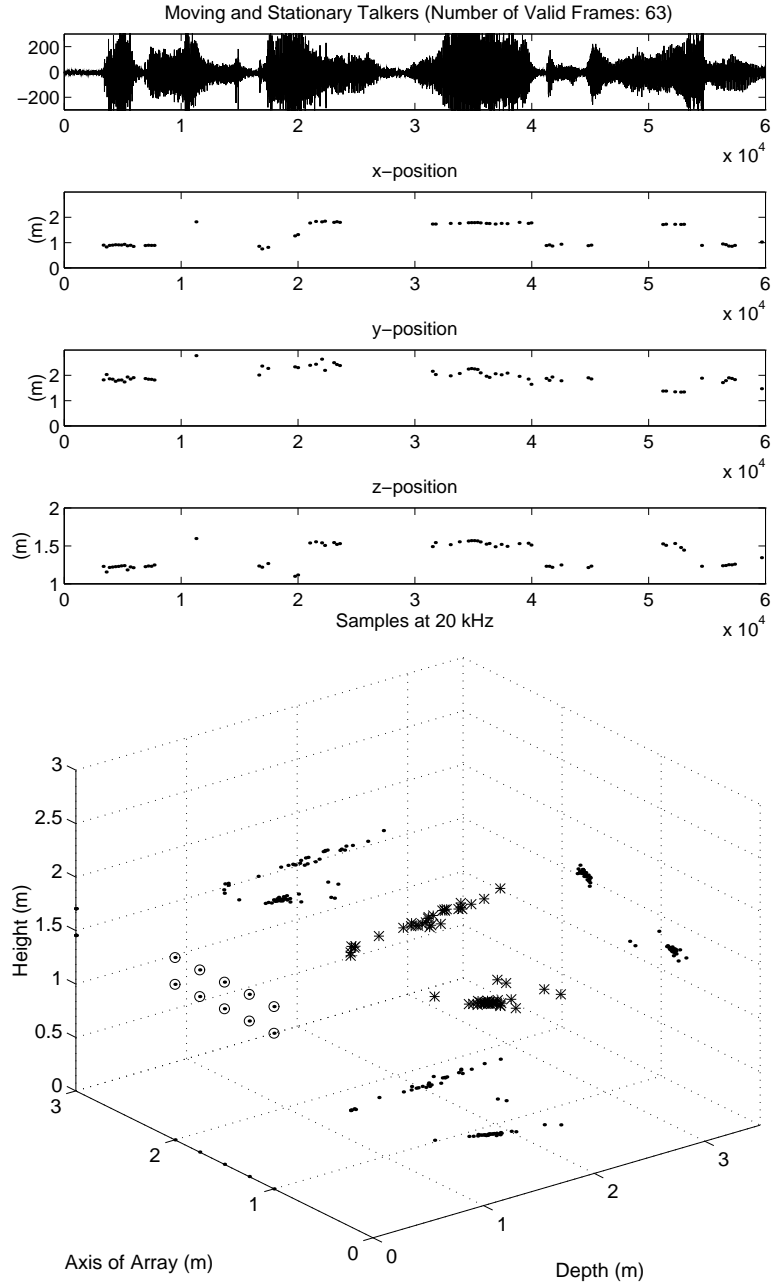 Moving and Stationary Talkers (Number of Valid Frames: 63)
200
0
−200
0 1 2 3 4 5 6
x 10^4
x−position
(m)
2
1
0
0 1 2 3 4 5 6
x 10^4
y−position
(m)
2
0
0 1 2 3 4 5 6
x 10^4
z−position
(m)
2
1.5
1
0 1 2 3 4 5 6
x 10^4
Samples at 20 kHz
Height (m)
3
2.5
2
1.5
1
0.5
0
3
2
1
0
0
1
2
3
Axis of Array (m)
Depth (m)